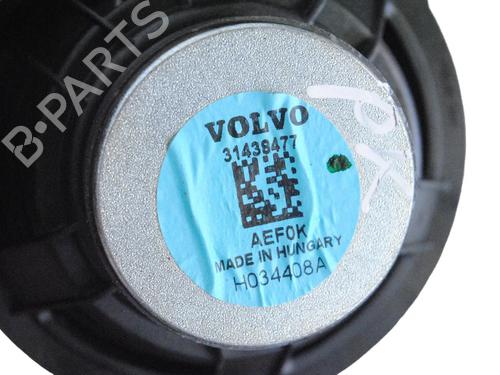 B-PARTS
VOLVO
31439477
AEF0K
MADE IN HUNGARY
H034408A